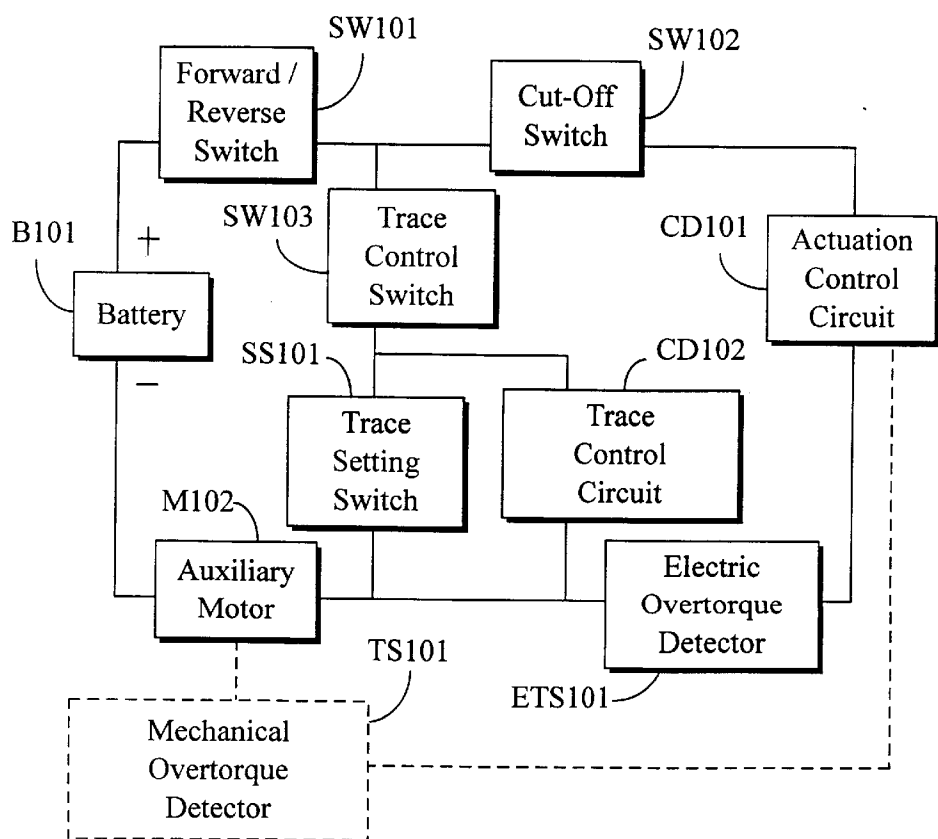 SW101
SW102
Forward /
Reverse
Switch
Cut-Off
Switch
SW103
Trace
Control
Switch
B101
+
Battery
−
CD101
Actuation
Control
Circuit
SS101
Trace
Setting
Switch
CD102
Trace
Control
Circuit
M102
Auxiliary
Motor
Electric
Overtorque
Detector
TS101
ETS101
Mechanical
Overtorque
Detector